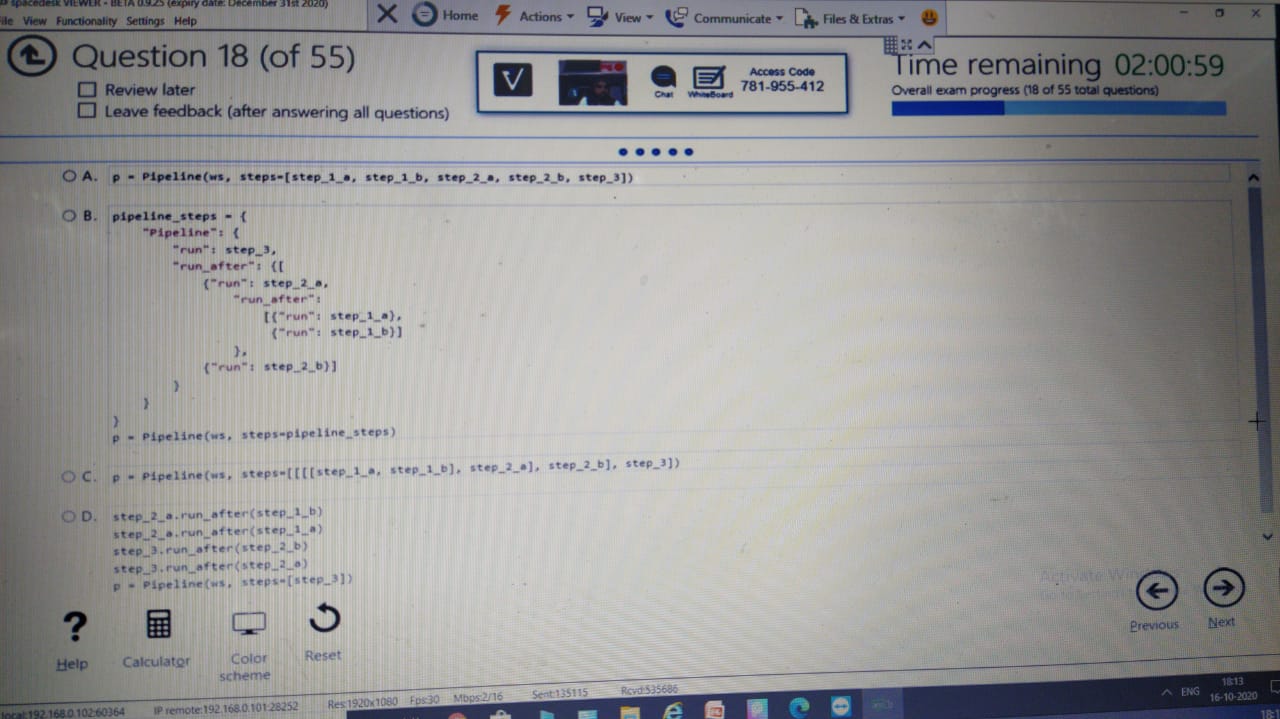 spacedesk VIEWER - BETA 0.9.25 (expiry date: December 31st 2020)
File View Functionality Settings Help
Home
Actions
View
Communicate
Files & Extras
Question 18 (of 55)
Review later
Leave feedback (after answering all questions)
V
Chat
WhiteBoard
Access Code
781-955-412
Time remaining 02:00:59
Overall exam progress (18 of 55 total questions)
A. p = Pipeline(ws, steps=[step_1_a, step_1_b, step_2_a, step_2_b, step_3])
B. pipeline_steps = {
"Pipeline": {
"run": step_3,
"run_after": {[
{"run": step_2_a,
"run_after":
[{"run": step_1_a},
{"run": step_1_b}]
},
{"run": step_2_b}]
}
}
}
p = Pipeline(ws, steps=pipeline_steps)
C. p = Pipeline(ws, steps=[[[[step_1_a, step_1_b], step_2_a], step_2_b], step_3])
D. step_2_a.run_after(step_1_b)
step_2_a.run_after(step_1_a)
step_3.run_after(step_2_b)
step_3.run_after(step_2_a)
p = Pipeline(ws, steps=[step_3])
Activate
?
Help
Calculator
Color
scheme
Reset
Previous
Next
local:192.168.0.102:60364 IP remote:192.168.0.101:28252 Res:1920x1080 Fps:30 Mbps:2/16 Sent:135115 Rcvd:535686
ENG
18:13
16-10-2020